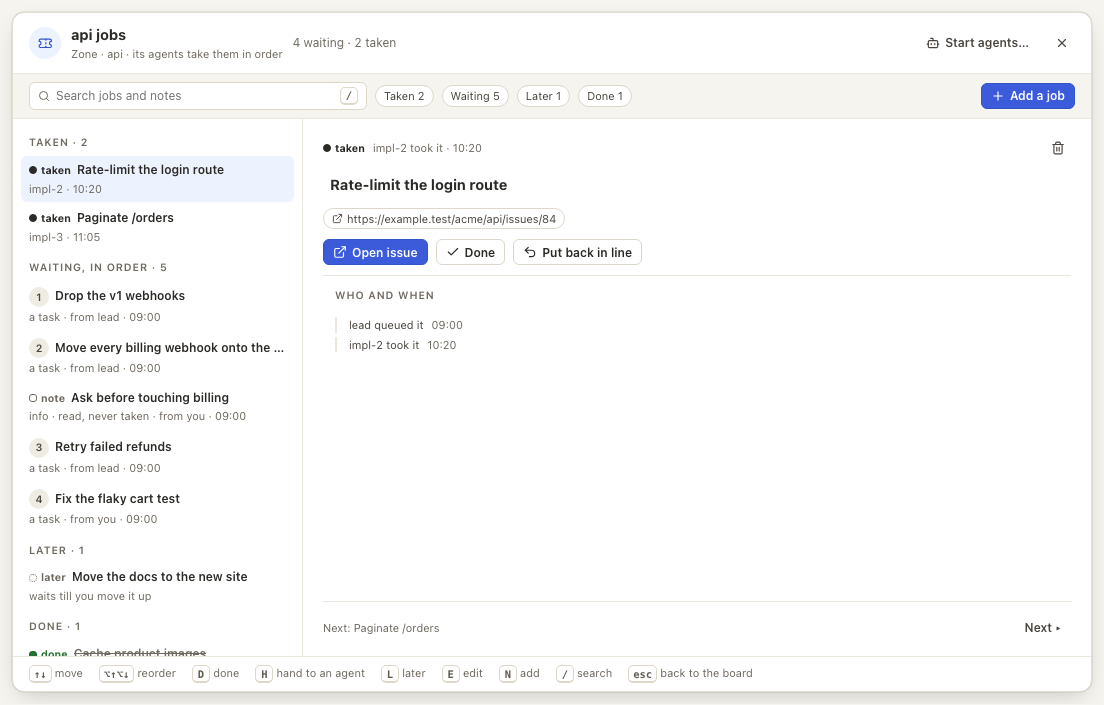 api jobs
Zone · api · its agents take them in order
4 waiting · 2 taken
Start agents...
Search jobs and notes
/
Taken 2
Waiting 5
Later 1
Done 1
Add a job
TAKEN · 2
taken Rate-limit the login route
impl-2 · 10:20
taken Paginate /orders
impl-3 · 11:05
WAITING, IN ORDER · 5
1 Drop the v1 webhooks
a task · from lead · 09:00
2 Move every billing webhook onto the ...
a task · from lead · 09:00
note Ask before touching billing
info · read, never taken · from you · 09:00
3 Retry failed refunds
a task · from lead · 09:00
4 Fix the flaky cart test
a task · from you · 09:00
LATER · 1
later Move the docs to the new site
waits till you move it up
DONE · 1
done Cache product images
taken impl-2 took it · 10:20
Rate-limit the login route
https://example.test/acme/api/issues/84
Open issue
Done
Put back in line
WHO AND WHEN
lead queued it 09:00
impl-2 took it 10:20
Next: Paginate /orders
Next ▸
↑↓ move
⌥↑⌥↓ reorder
D done
H hand to an agent
L later
E edit
N add
/ search
esc back to the board